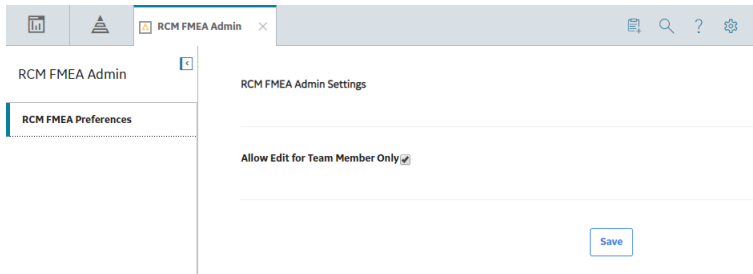 RCM FMEA Admin
RCM FMEA Admin
RCM FMEA Preferences
RCM FMEA Admin Settings
Allow Edit for Team Member Only
Save